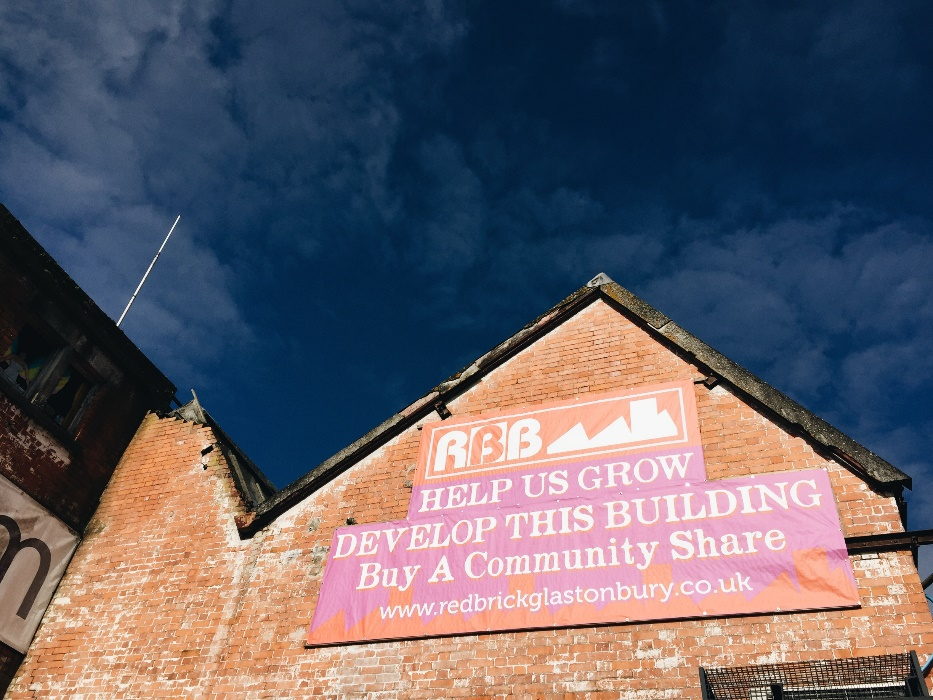 RBB
HELP US GROW
DEVELOP THIS BUILDING
Buy A Community Share
www.redbrickglastonbury.co.uk